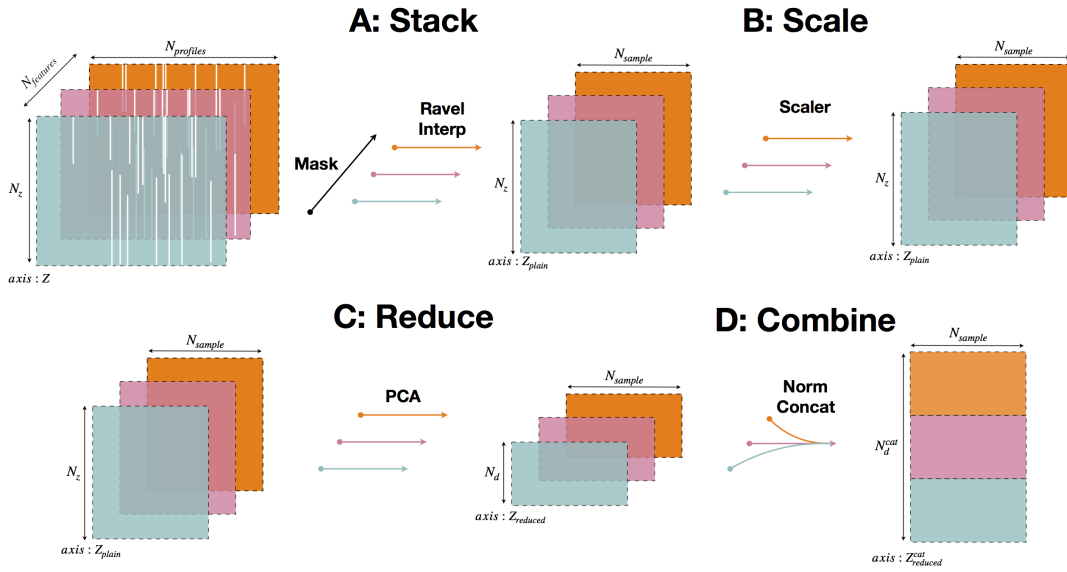 A: Stack
N_profiles
N_features
N_z
axis : Z
Mask
Ravel
Interp
N_sample
N_z
axis : Z_plain
B: Scale
Scaler
N_sample
N_z
axis : Z_plain
C: Reduce
N_sample
N_z
axis : Z_plain
PCA
N_sample
N_d
axis : Z_reduced
D: Combine
Norm
Concat
N_sample
N_d^cat
axis : Z_reduced^cat